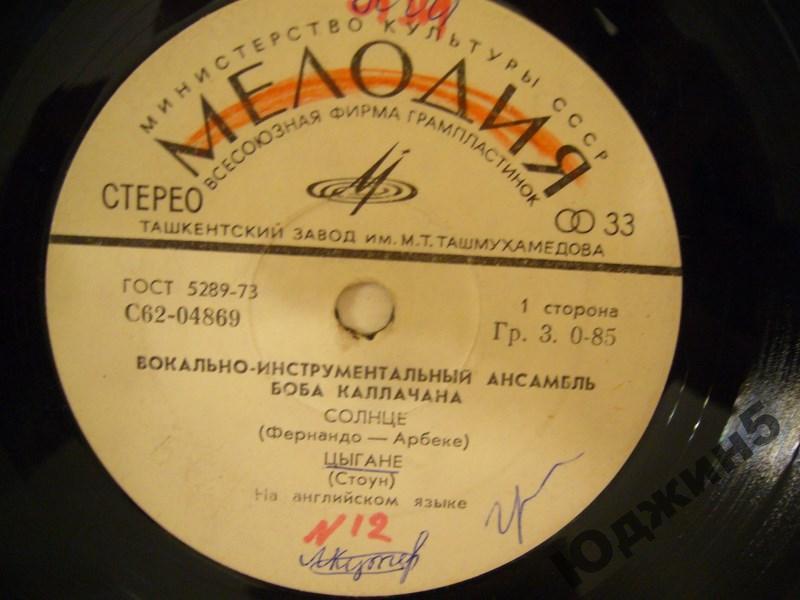 МИНИСТЕРСТВО КУЛЬТУРЫ СССР
МЕЛОДИЯ
ВСЕСОЮЗНАЯ ФИРМА ГРАМПЛАСТИНОК
СТЕРЕО
33
ТАШКЕНТСКИЙ ЗАВОД ИМ. М.Т. ТАШМУХАМЕДОВА
ГОСТ 5289-73
1 сторона
С62-04869
Гр. 3. 0-85
ВОКАЛЬНО-ИНСТРУМЕНТАЛЬНЫЙ АНСАМБЛЬ
БОБА КАЛЛАЧАНА
СОЛНЦЕ
(Фернандо — Арбеке)
ЦЫГАНЕ
(Стоун)
На английском языке
N 12
Юджин5